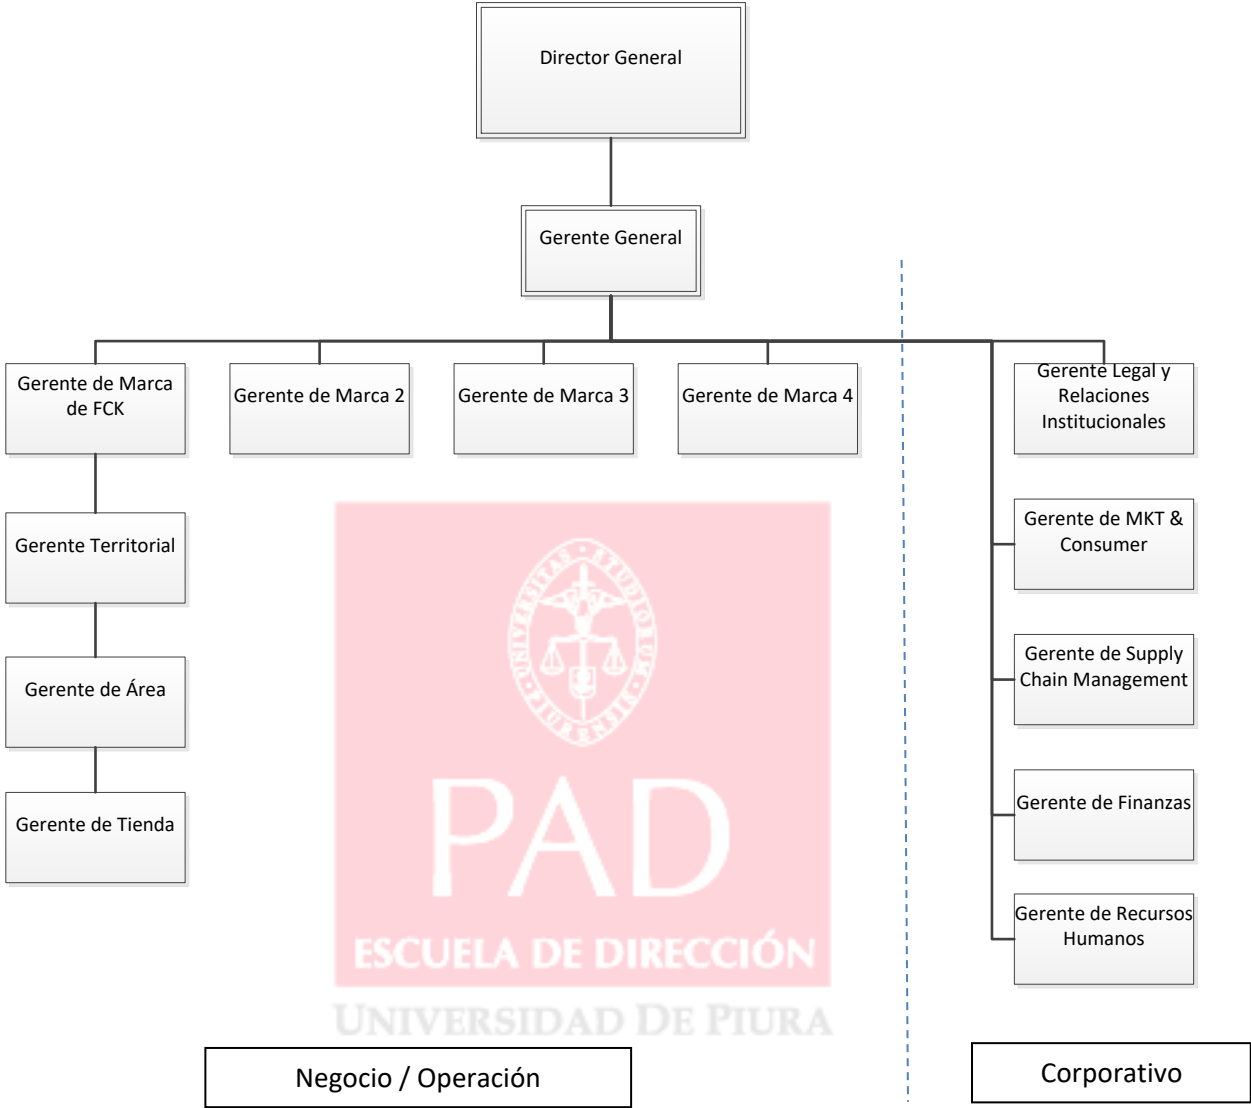 Director General
Gerente General
Gerente de Marca
de FCK
Gerente de Marca 2
Gerente de Marca 3
Gerente de Marca 4
Gerente Legal y
Relaciones
Institucionales
Gerente Territorial
Gerente de MKT &
Consumer
Gerente de Área
Gerente de Supply
Chain Management
Gerente de Tienda
Gerente de Finanzas
Gerente de Recursos
Humanos
UNIVERSITAS STUDIORUM
PIURENSIS
PAD
ESCUELA DE DIRECCIÓN
UNIVERSIDAD DE PIURA
Negocio / Operación
Corporativo